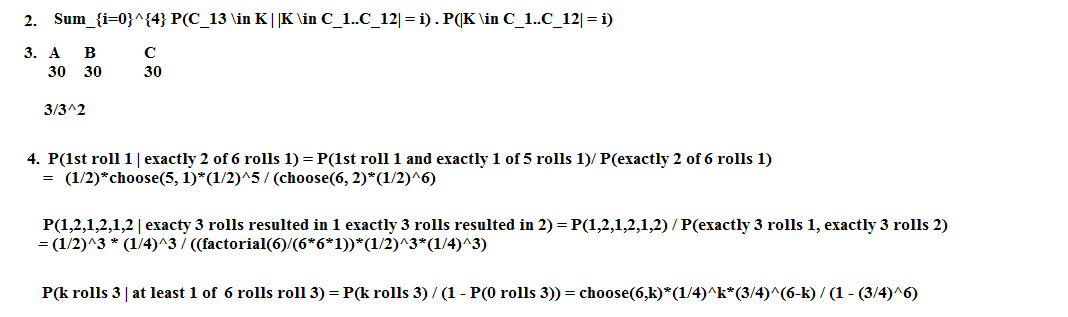 2. Sum_{i=0}^{4} P(C_13 \in K | |K \in C_1..C_12| = i) . P(|K \in C_1..C_12| = i)
3. A B C
30 30 30
3/3^2
4. P(1st roll 1 | exactly 2 of 6 rolls 1) = P(1st roll 1 and exactly 1 of 5 rolls 1)/ P(exactly 2 of 6 rolls 1)
= (1/2)*choose(5, 1)*(1/2)^5 / (choose(6, 2)*(1/2)^6)
P(1,2,1,2,1,2 | exacty 3 rolls resulted in 1 exactly 3 rolls resulted in 2) = P(1,2,1,2,1,2) / P(exactly 3 rolls 1, exactly 3 rolls 2)
= (1/2)^3 * (1/4)^3 / ((factorial(6)/(6*6*1))*(1/2)^3*(1/4)^3)
P(k rolls 3 | at least 1 of 6 rolls roll 3) = P(k rolls 3) / (1 - P(0 rolls 3)) = choose(6,k)*(1/4)^k*(3/4)^(6-k) / (1 - (3/4)^6)